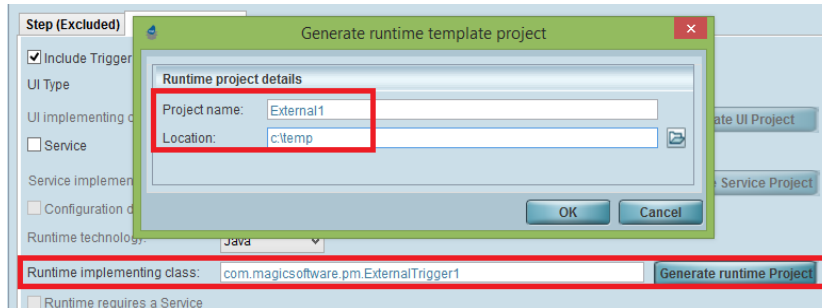 Step (Excluded)
Generate runtime template project
Include Trigger
Runtime project details
UI Type
Project name: External1
UI implementing
ate UI Project
Location: c:\temp
Service
Service implemen
Service Project
Configuration d
OK Cancel
Runtime technology: Java
Runtime implementing class: com.magicsoftware.pm.ExternalTrigger1 Generate runtime Project
Runtime requires a Service